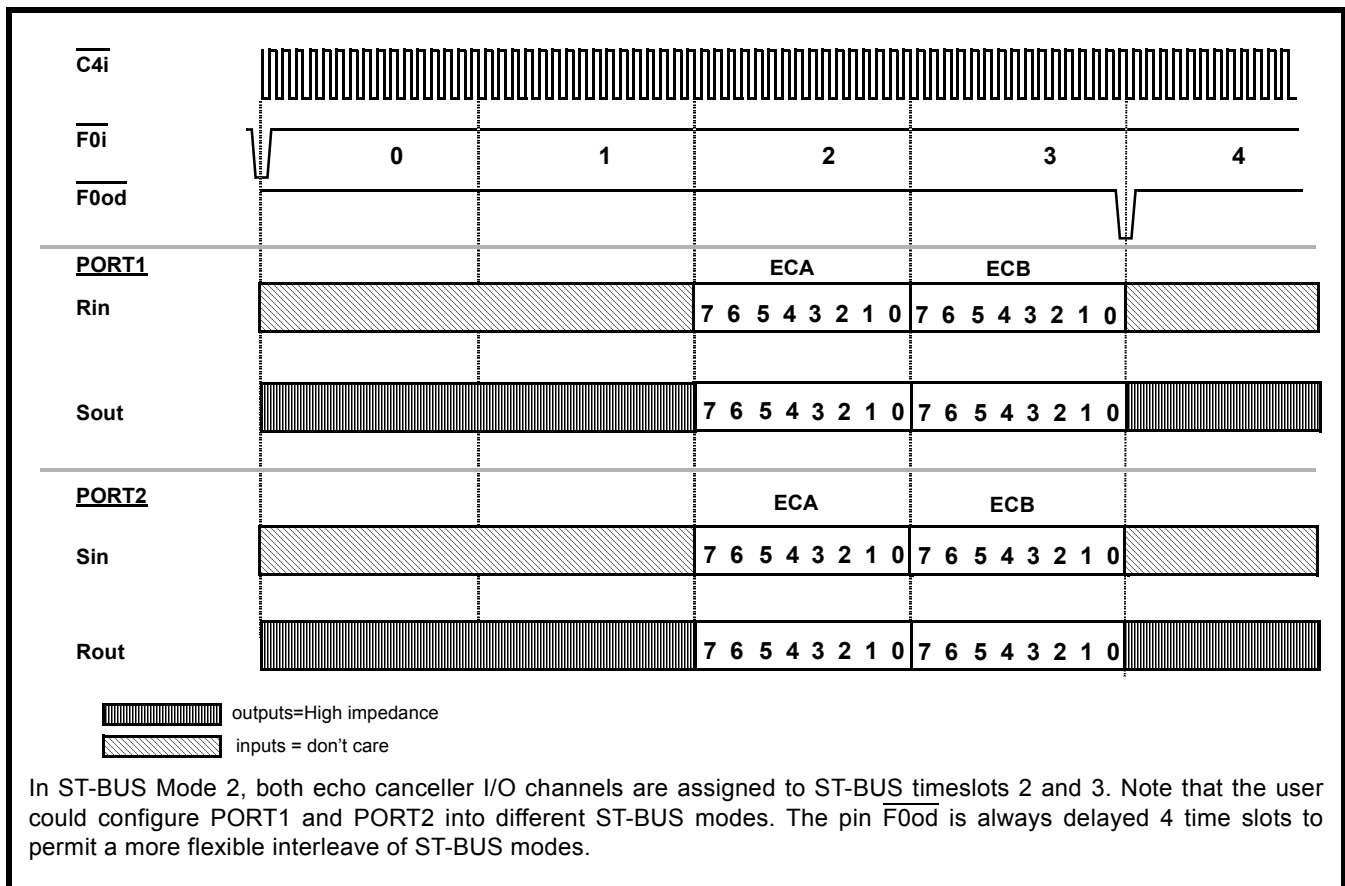 C4i
F0i
0 1 2 3 4
F0od
PORT1
ECA ECB
Rin
7 6 5 4 3 2 1 0 7 6 5 4 3 2 1 0
Sout
7 6 5 4 3 2 1 0 7 6 5 4 3 2 1 0
PORT2
ECA ECB
Sin
7 6 5 4 3 2 1 0 7 6 5 4 3 2 1 0
Rout
7 6 5 4 3 2 1 0 7 6 5 4 3 2 1 0
outputs=High impedance
inputs = don't care
In ST-BUS Mode 2, both echo canceller I/O channels are assigned to ST-BUS timeslots 2 and 3. Note that the user
could configure PORT1 and PORT2 into different ST-BUS modes. The pin F0od is always delayed 4 time slots to
permit a more flexible interleave of ST-BUS modes.